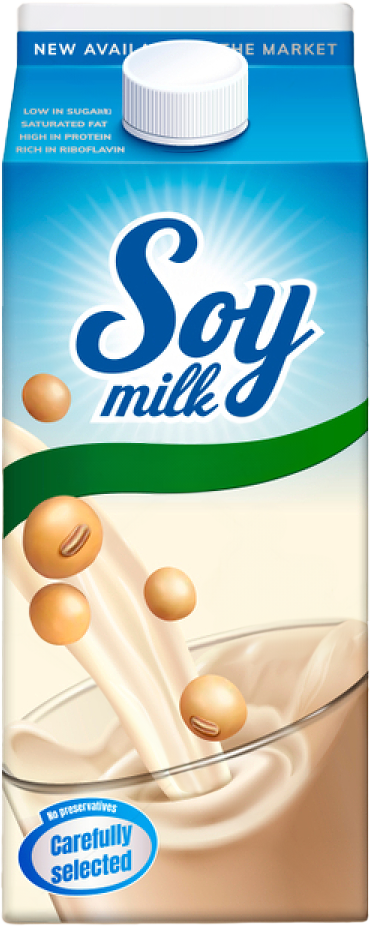 NEW AVAIL THE MARKET
LOW IN SUGAR
SATURATED FAT
HIGH IN PROTEIN
RICH IN RIBOFLAVIN
Soy
milk
No preservatives
Carefully
selected